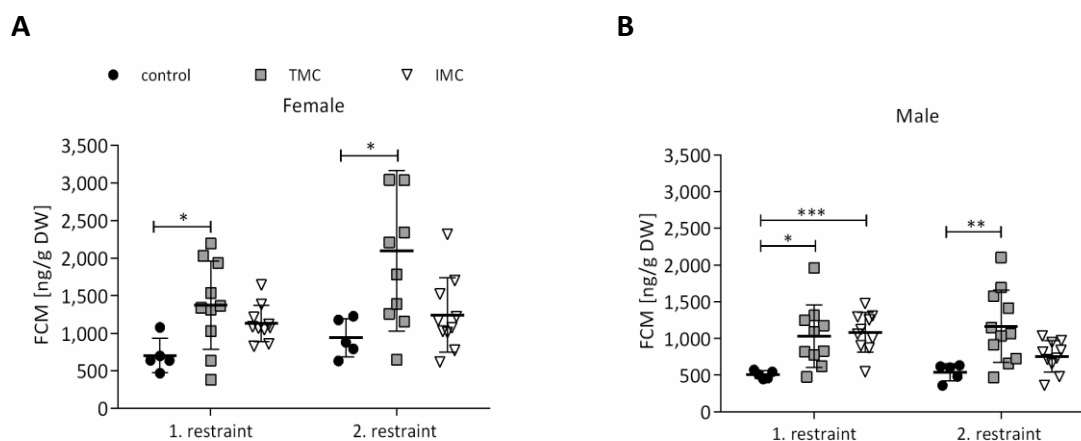 A
control TMC IMC
Female
3,500
3,000
2,500
2,000
1,500
1,000
500
0
FCM [ng/g DW]
*
*
1. restraint 2. restraint
B
Male
3,500
3,000
2,500
2,000
1,500
1,000
500
0
FCM [ng/g DW]
***
*
**
1. restraint 2. restraint